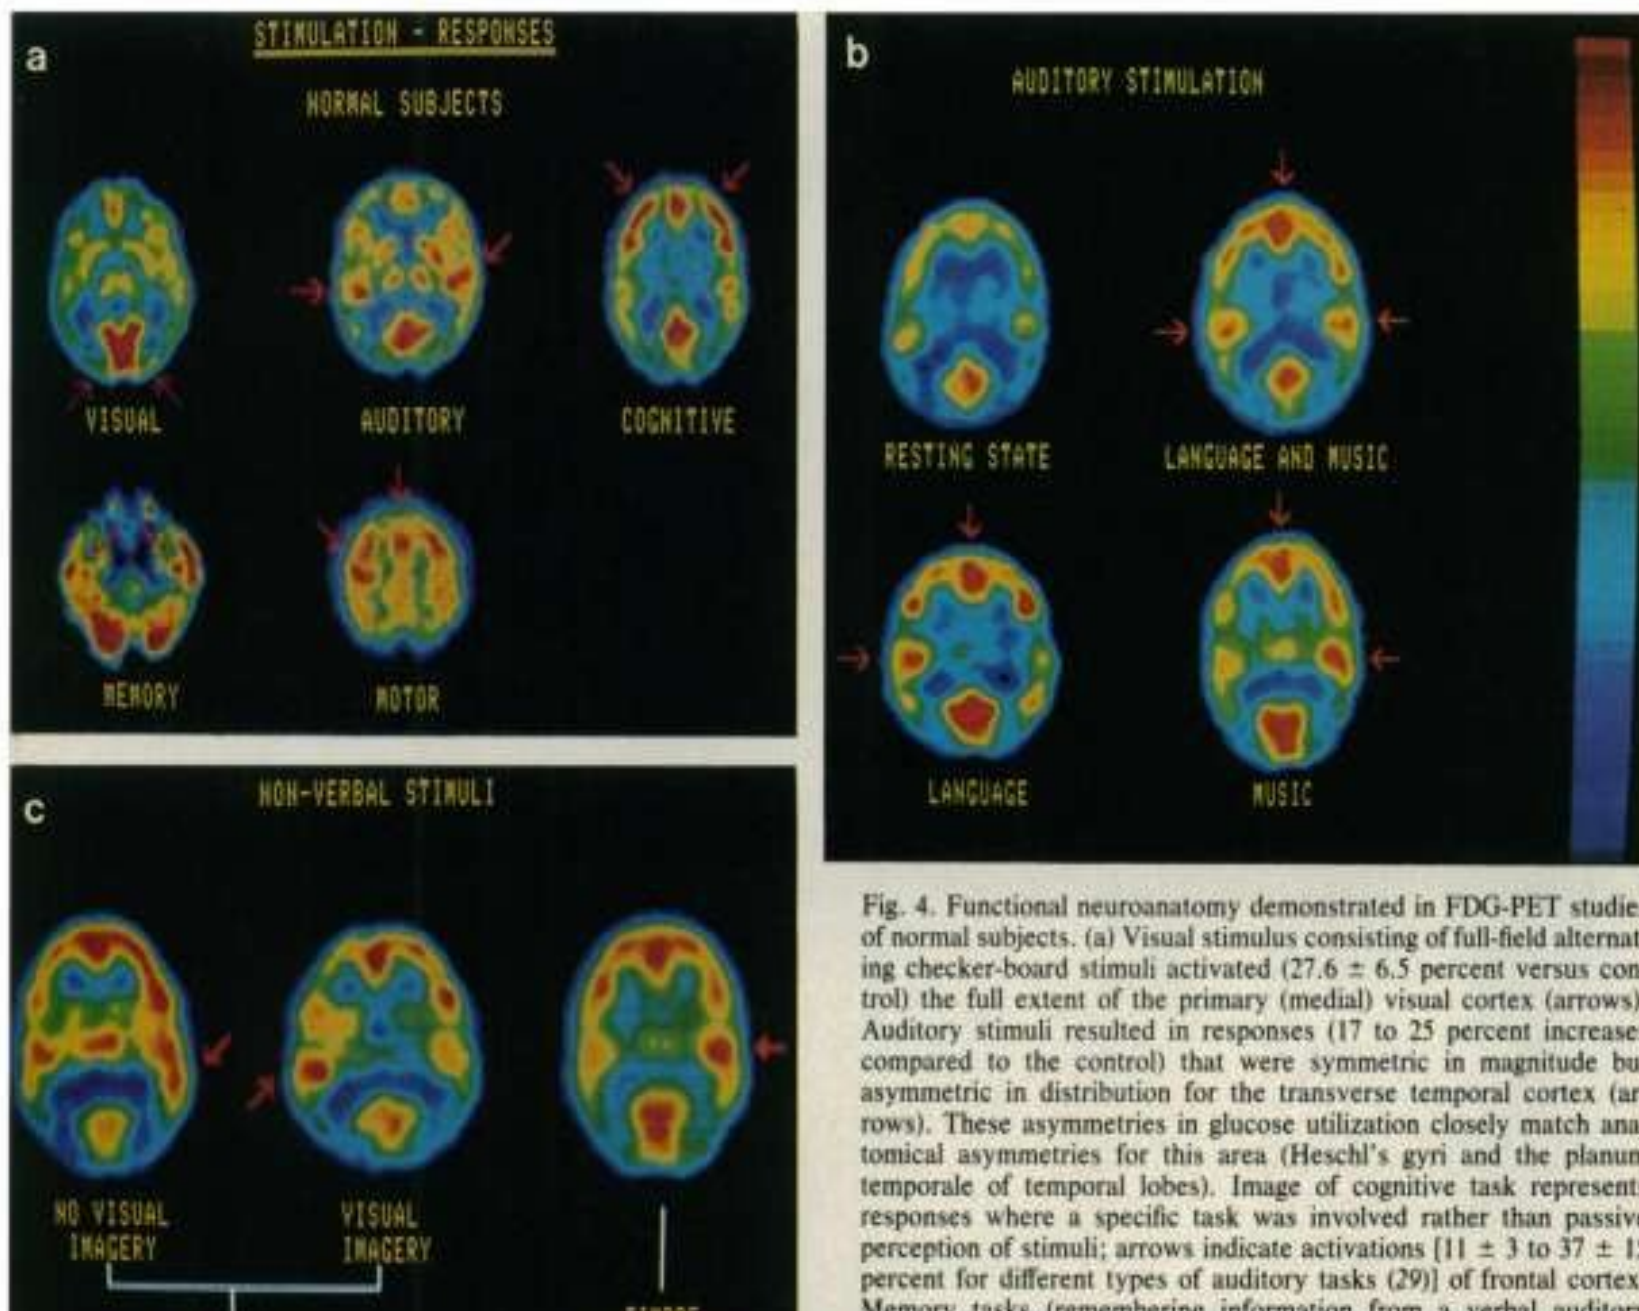 a
STIMULATION - RESPONSES
NORMAL SUBJECTS
VISUAL
AUDITORY
COGNITIVE
MEMORY
MOTOR
b
AUDITORY STIMULATION
RESTING STATE
LANGUAGE AND MUSIC
LANGUAGE
MUSIC
c
NON-VERBAL STIMULI
NO VISUAL
IMAGERY
VISUAL
IMAGERY
Fig. 4. Functional neuroanatomy demonstrated in FDG-PET studie
of normal subjects. (a) Visual stimulus consisting of full-field alternat
ing checker-board stimuli activated (27.6 ± 6.5 percent versus con
trol) the full extent of the primary (medial) visual cortex (arrows)
Auditory stimuli resulted in responses (17 to 25 percent increase
compared to the control) that were symmetric in magnitude bu
asymmetric in distribution for the transverse temporal cortex (ar
rows). These asymmetries in glucose utilization closely match ana
tomical asymmetries for this area (Heschl's gyri and the planun
temporale of temporal lobes). Image of cognitive task represent
responses where a specific task was involved rather than passiv
perception of stimuli; arrows indicate activations [11 ± 3 to 37 ± 1
percent for different types of auditory tasks (29)] of frontal cortex
Memory tasks (remembering information from a verbal auditor